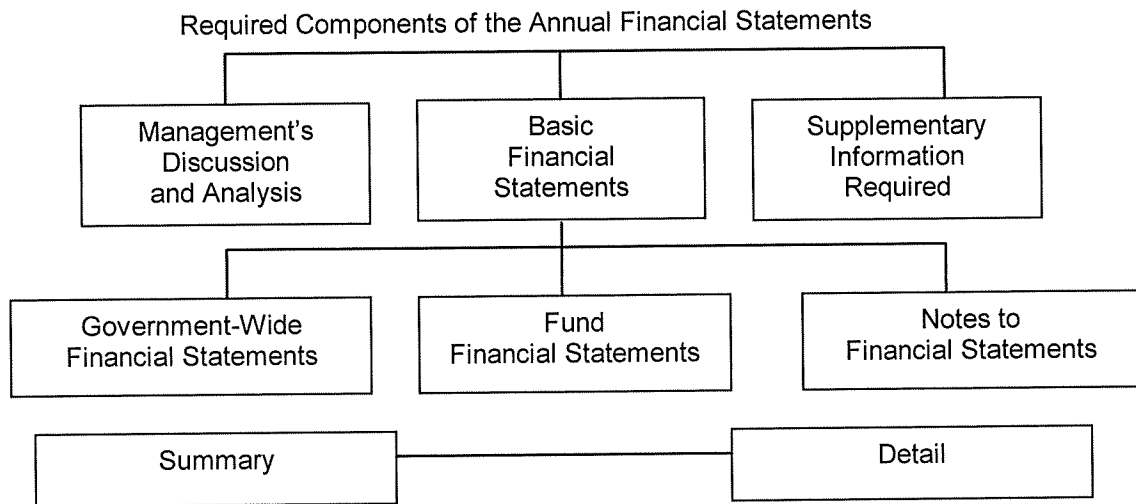 Required Components of the Annual Financial Statements
Management's
Discussion
and Analysis
Basic
Financial
Statements
Supplementary
Information
Required
Government-Wide
Financial Statements
Fund
Financial Statements
Notes to
Financial Statements
Summary
Detail